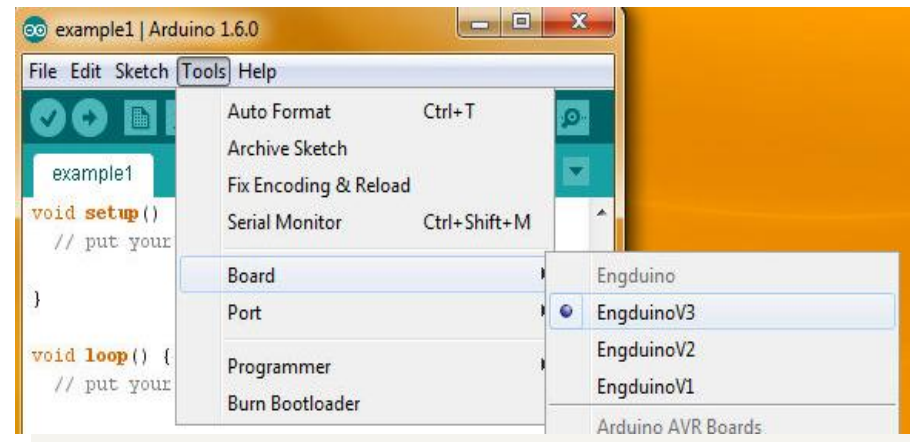 example1 | Arduino 1.6.0
File Edit Sketch Tools Help
Auto Format Ctrl+T
Archive Sketch
example1
Fix Encoding & Reload
void setup()
Serial Monitor Ctrl+Shift+M
// put your
Board
Engduino
}
Port
EngduinoV3
void loop() {
EngduinoV2
Programmer
// put your
EngduinoV1
Burn Bootloader
Arduino AVR Boards